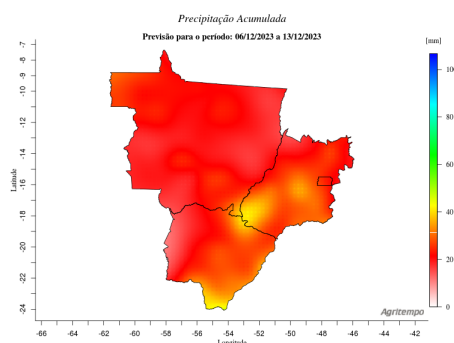 Precipitação Acumulada
Previsão para o período: 06/12/2023 a 13/12/2023
[mm]
-7
-8
-9
-10
-12
-14
-16
-18
-20
-22
-24
Latitude
10
80
60
40
20
0
Agritempo
-66 -64 -62 -60 -58 -56 -54 -52 -50 -48 -46 -44 -42
Longitude